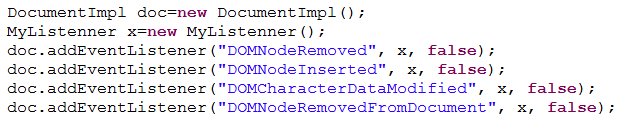 DocumentImpl doc=new DocumentImpl();
MyListenner x=new MyListenner();
doc.addEventListener("DOMNodeRemoved", x, false);
doc.addEventListener("DOMNodeInserted", x, false);
doc.addEventListener("DOMCharacterDataModified", x, false);
doc.addEventListener("DOMNodeRemovedFromDocument", x, false);